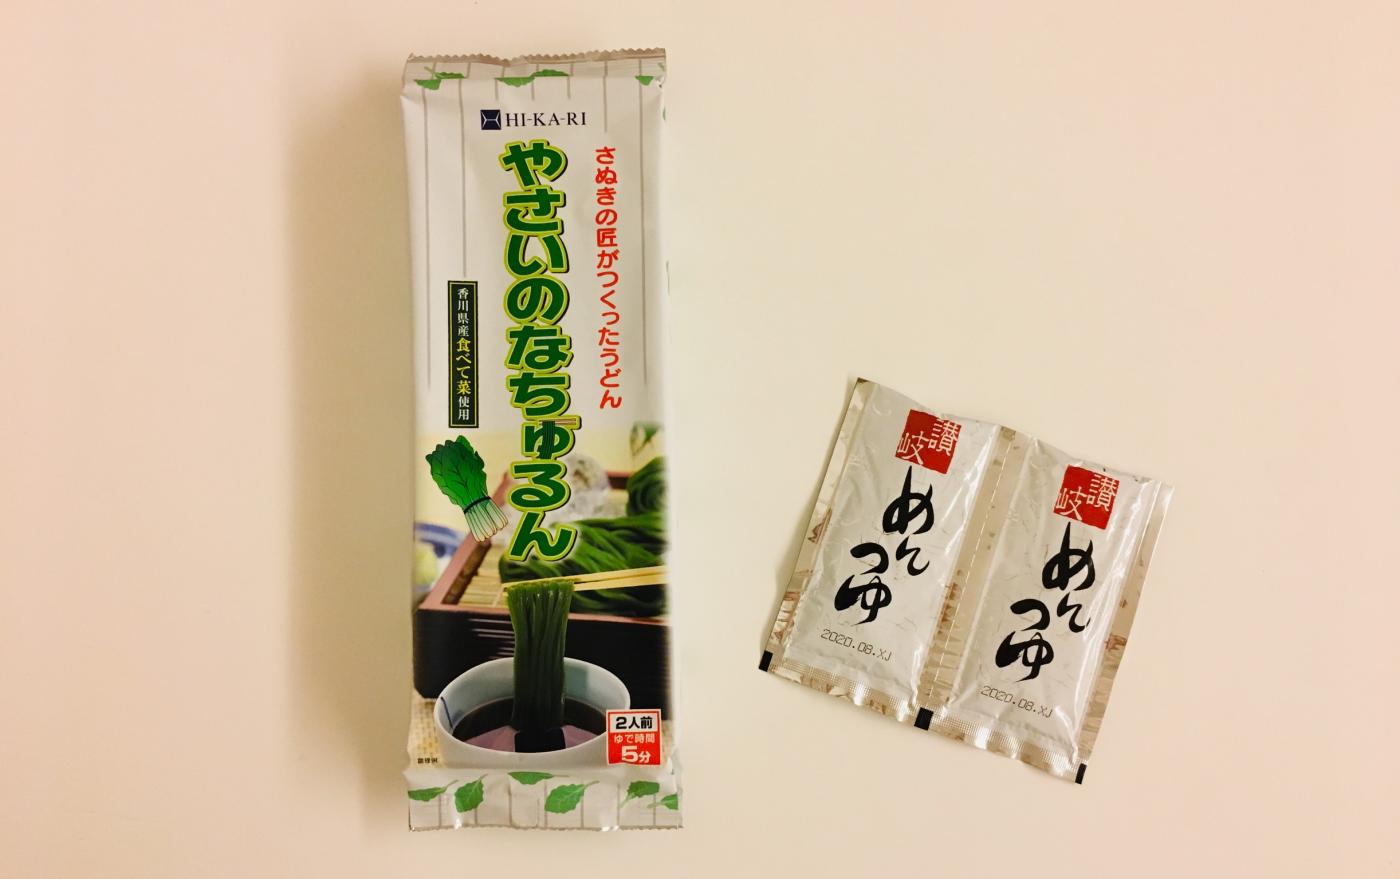 HI-KA-RI
さぬきの匠がつくったうどん
やさいのなちゅるん
香川県産食べて菜使用
2人前
ゆで時間
5分
調理例
讃岐
めんつゆ
2020.08.XJ
讃岐
めんつゆ
2020.08.XJ